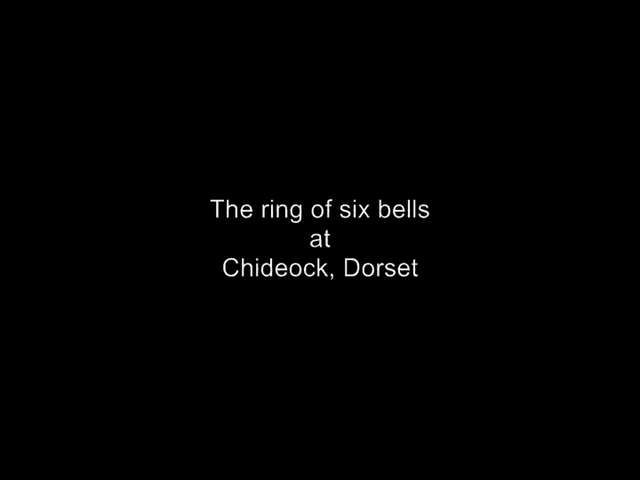 The ring of six bells
at
Chideock, Dorset